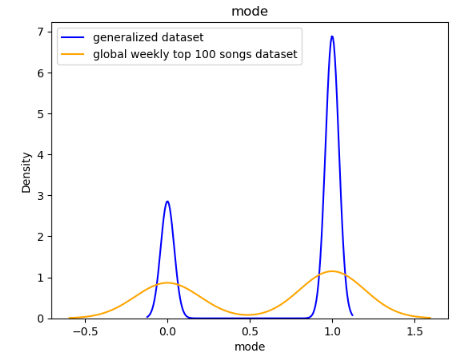 mode
generalized dataset
global weekly top 100 songs dataset
7
6
5
4
3
2
1
0
Density
−0.5 0.0 0.5 1.0 1.5
mode